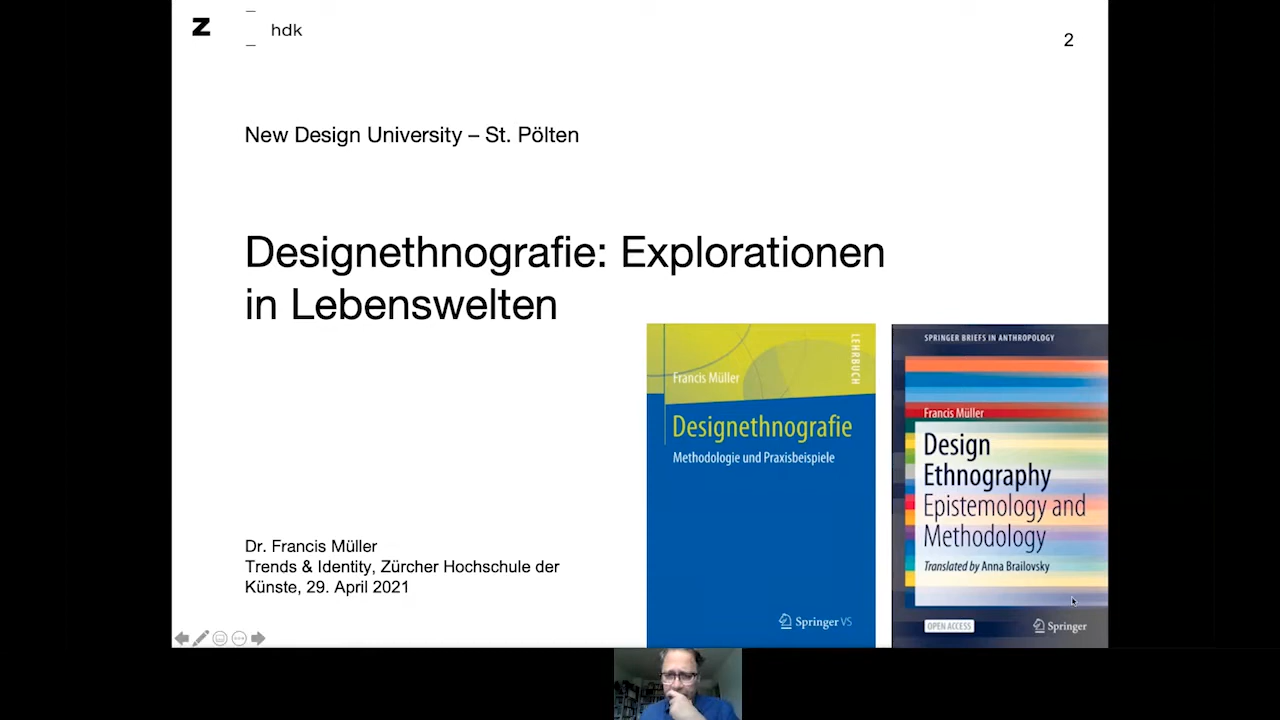 Z
hdk
2
New Design University – St. Pölten
Designethnografie: Explorationen
in Lebenswelten
Francis Müller
LEHRBUCH
Designethnografie
Methodologie und Praxisbeispiele
Springer VS
SPRINGER BRIEFS IN ANTHROPOLOGY
Francis Müller
Design
Ethnography
Epistemology and
Methodology
Translated by Anna Brailovsky
OPEN ACCESS
Springer
Dr. Francis Müller
Trends & Identity, Zürcher Hochschule der
Künste, 29. April 2021